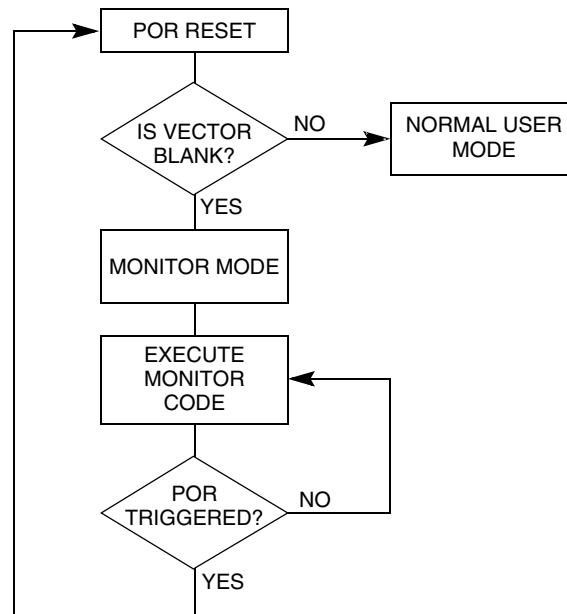 POR RESET
IS VECTOR
BLANK?
NO
NORMAL USER
MODE
YES
MONITOR MODE
EXECUTE
MONITOR
CODE
POR
TRIGGERED?
NO
YES